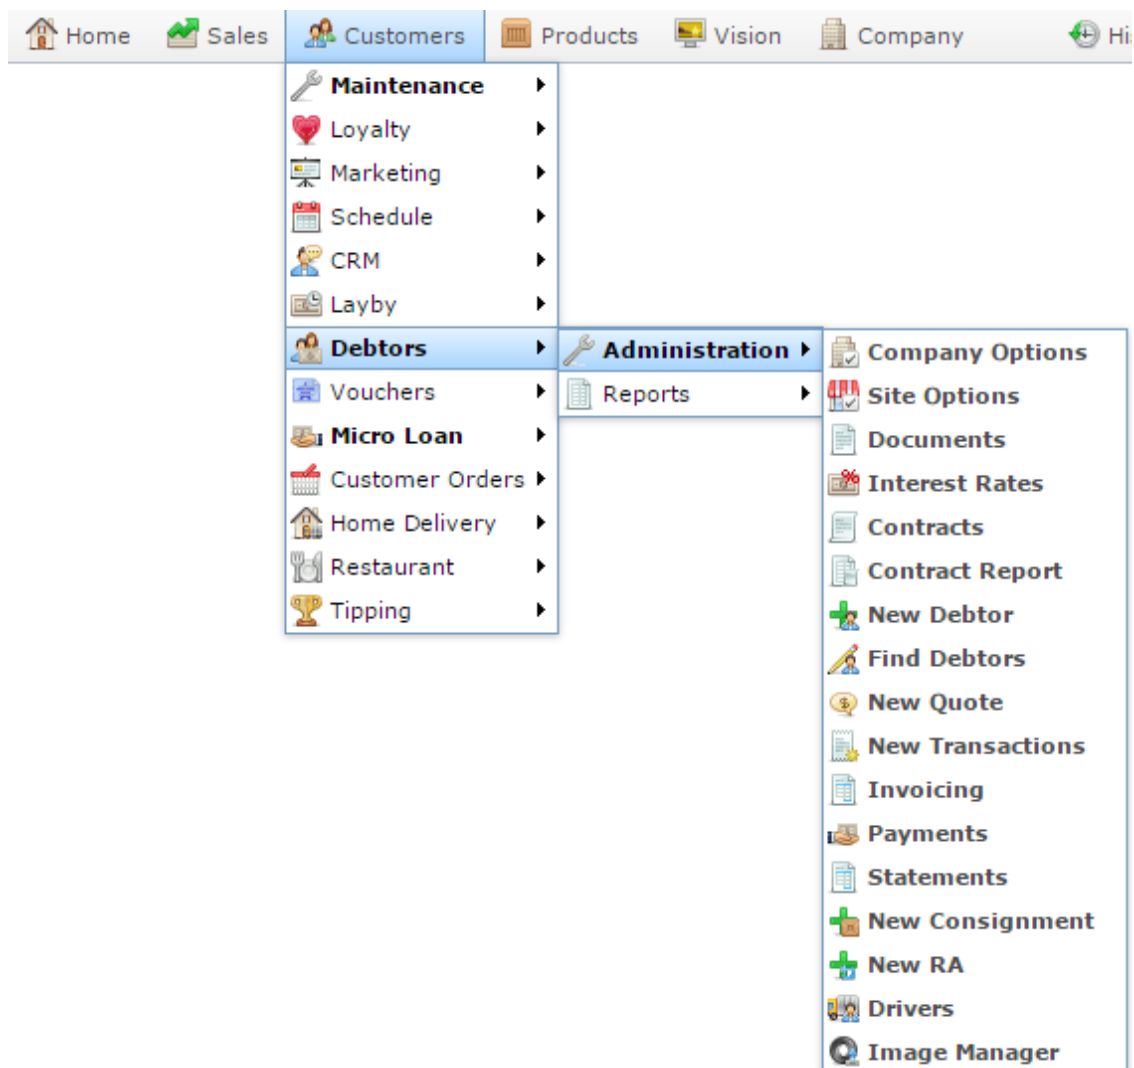 Home Sales Customers Products Vision Company
Maintenance
Loyalty
Marketing
Schedule
CRM
Layby
Debtors
Vouchers
Micro Loan
Customer Orders
Home Delivery
Restaurant
Tipping
Administration
Reports
Company Options
Site Options
Documents
Interest Rates
Contracts
Contract Report
New Debtor
Find Debtors
New Quote
New Transactions
Invoicing
Payments
Statements
New Consignment
New RA
Drivers
Image Manager